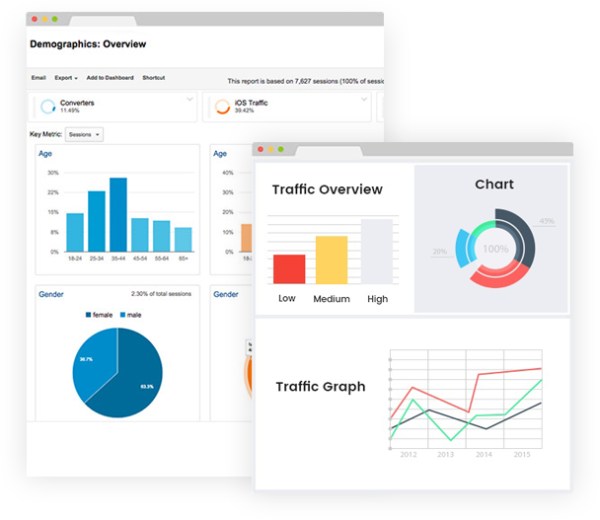 Demographics: Overview
Email Export Add to Dashboard Shortcut
This report is based on 7,627 sessions (100% of sessi
Converters
11.49%
iOS Traffic
39.42%
Key Metric: Sessions
Age
30%
22%
15%
8%
0%
18-24 25-34 35-44 45-54 55-64 65+
Age
40%
30%
20%
10%
0%
18-
Gender
2.30% of total sessions
female male
36.7%
63.3%
Gender
Traffic Overview
Low Medium High
Chart
45%
20%
100%
Traffic Graph
2012 2013 2014 2015